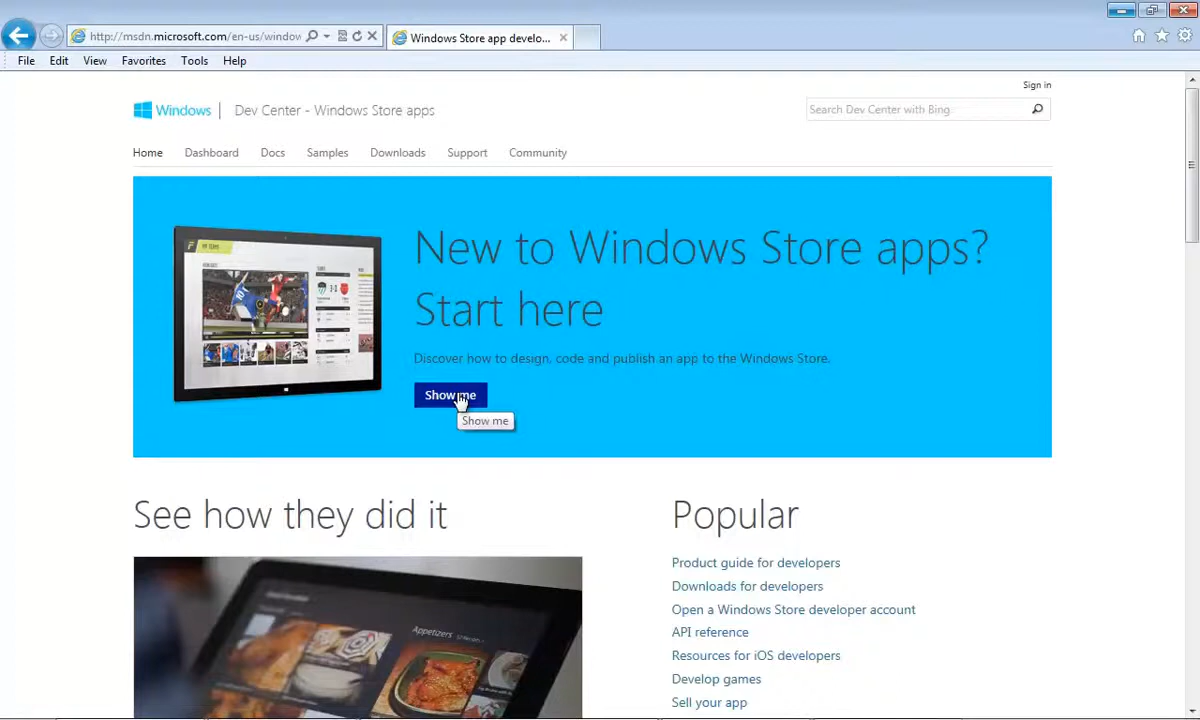 http://msdn.microsoft.com/en-us/window
Windows Store app develo...
File Edit View Favorites Tools Help
Sign in
Windows | Dev Center - Windows Store apps
Search Dev Center with Bing
Home Dashboard Docs Samples Downloads Support Community
New to Windows Store apps?
Start here
Discover how to design, code and publish an app to the Windows Store.
Show me
Show me
See how they did it
Popular
Appetizers
Product guide for developers
Downloads for developers
Open a Windows Store developer account
API reference
Resources for iOS developers
Develop games
Sell your app